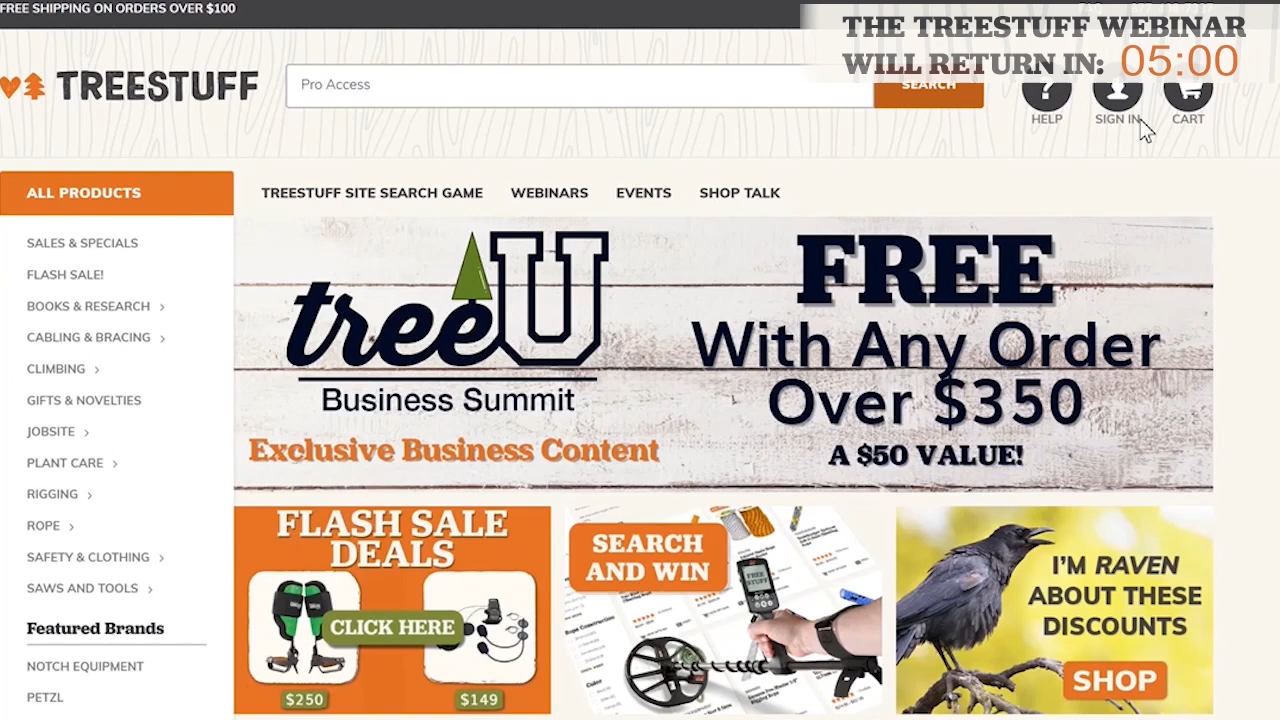 FREE SHIPPING ON ORDERS OVER $100
THE TREESTUFF WEBINAR
WILL RETURN IN: 05:00
TREESTUFF
Pro Access
SEARCH
HELP
SIGN IN
CART
ALL PRODUCTS
TREESTUFF SITE SEARCH GAME
WEBINARS
EVENTS
SHOP TALK
SALES & SPECIALS
FLASH SALE!
BOOKS & RESEARCH
CABLING & BRACING
CLIMBING
GIFTS & NOVELTIES
JOBSITE
PLANT CARE
RIGGING
ROPE
SAFETY & CLOTHING
SAWS AND TOOLS
Featured Brands
NOTCH EQUIPMENT
PETZL
treeU
Business Summit
Exclusive Business Content
FREE
With Any Order
Over $350
A $50 VALUE!
FLASH SALE
DEALS
CLICK HERE
$250
$149
SEARCH
AND WIN
FREE
STUFF
I'M RAVEN
ABOUT THESE
DISCOUNTS
SHOP